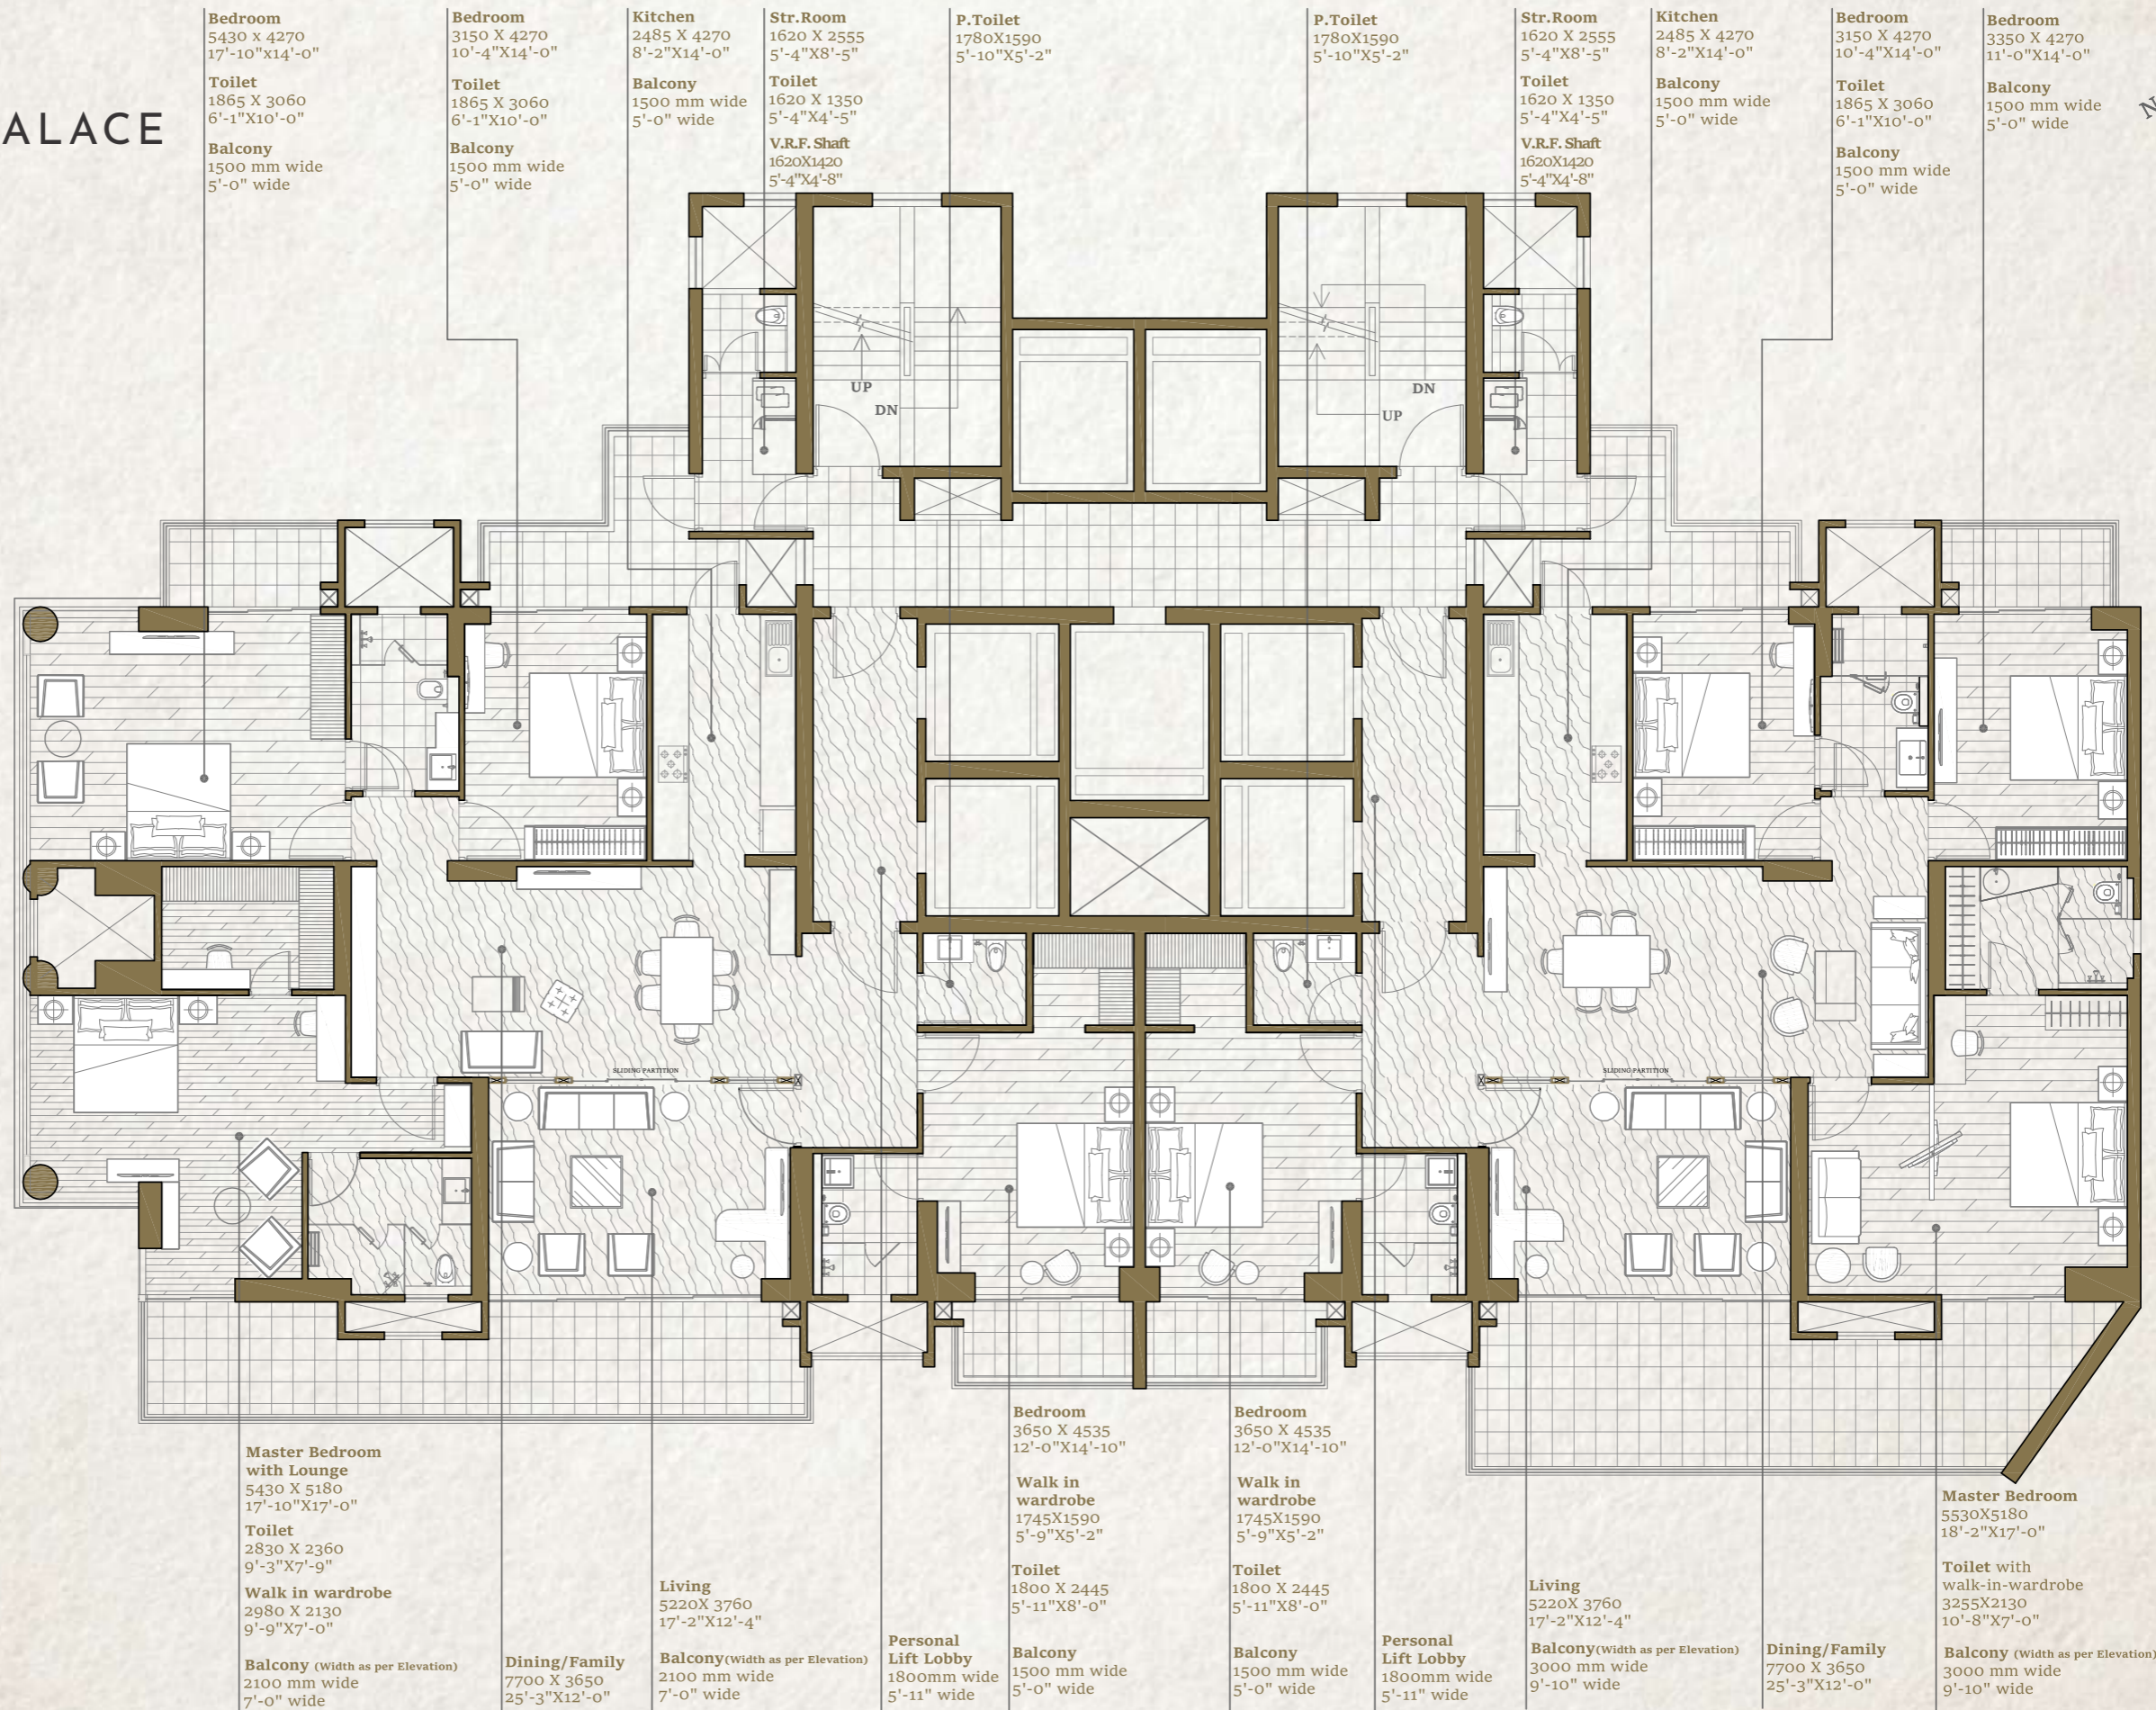 ALACE
Bedroom
5430 x 4270
17'-10"x14'-0"
Toilet
1865 X 3060
6'-1"X10'-0"
Balcony
1500 mm wide
5'-0" wide
Bedroom
3150 X 4270
10'-4"X14'-0"
Toilet
1865 X 3060
6'-1"X10'-0"
Balcony
1500 mm wide
5'-0" wide
Kitchen
2485 X 4270
8'-2"X14'-0"
Balcony
1500 mm wide
5'-0" wide
Str.Room
1620 X 2555
5'-4"X8'-5"
Toilet
1620 X 1350
5'-4"X4'-5"
V.R.F. Shaft
1620X1420
5'-4"X4'-8"
P.Toilet
1780X1590
5'-10"X5'-2"
P.Toilet
1780X1590
5'-10"X5'-2"
Str.Room
1620 X 2555
5'-4"X8'-5"
Toilet
1620 X 1350
5'-4"X4'-5"
V.R.F. Shaft
1620X1420
5'-4"X4'-8"
Kitchen
2485 X 4270
8'-2"X14'-0"
Balcony
1500 mm wide
5'-0" wide
Bedroom
3150 X 4270
10'-4"X14'-0"
Toilet
1865 X 3060
6'-1"X10'-0"
Balcony
1500 mm wide
5'-0" wide
Bedroom
3350 X 4270
11'-0"X14'-0"
Balcony
1500 mm wide
5'-0" wide
N
UP
DN
DN
UP
SLIDING PARTITION
SLIDING PARTITION
Master Bedroom
with Lounge
5430 X 5180
17'-10"X17'-0"
Toilet
2830 X 2360
9'-3"X7'-9"
Walk in wardrobe
2980 X 2130
9'-9"X7'-0"
Balcony (Width as per Elevation)
2100 mm wide
7'-0" wide
Dining/Family
7700 X 3650
25'-3"X12'-0"
Living
5220X 3760
17'-2"X12'-4"
Balcony(Width as per Elevation)
2100 mm wide
7'-0" wide
Personal
Lift Lobby
1800mm wide
5'-11" wide
Bedroom
3650 X 4535
12'-0"X14'-10"
Walk in
wardrobe
1745X1590
5'-9"X5'-2"
Toilet
1800 X 2445
5'-11"X8'-0"
Balcony
1500 mm wide
5'-0" wide
Bedroom
3650 X 4535
12'-0"X14'-10"
Walk in
wardrobe
1745X1590
5'-9"X5'-2"
Toilet
1800 X 2445
5'-11"X8'-0"
Balcony
1500 mm wide
5'-0" wide
Personal
Lift Lobby
1800mm wide
5'-11" wide
Living
5220X 3760
17'-2"X12'-4"
Balcony(Width as per Elevation)
3000 mm wide
9'-10" wide
Dining/Family
7700 X 3650
25'-3"X12'-0"
Master Bedroom
5530X5180
18'-2"X17'-0"
Toilet with
walk-in-wardrobe
3255X2130
10'-8"X7'-0"
Balcony (Width as per Elevation)
3000 mm wide
9'-10" wide